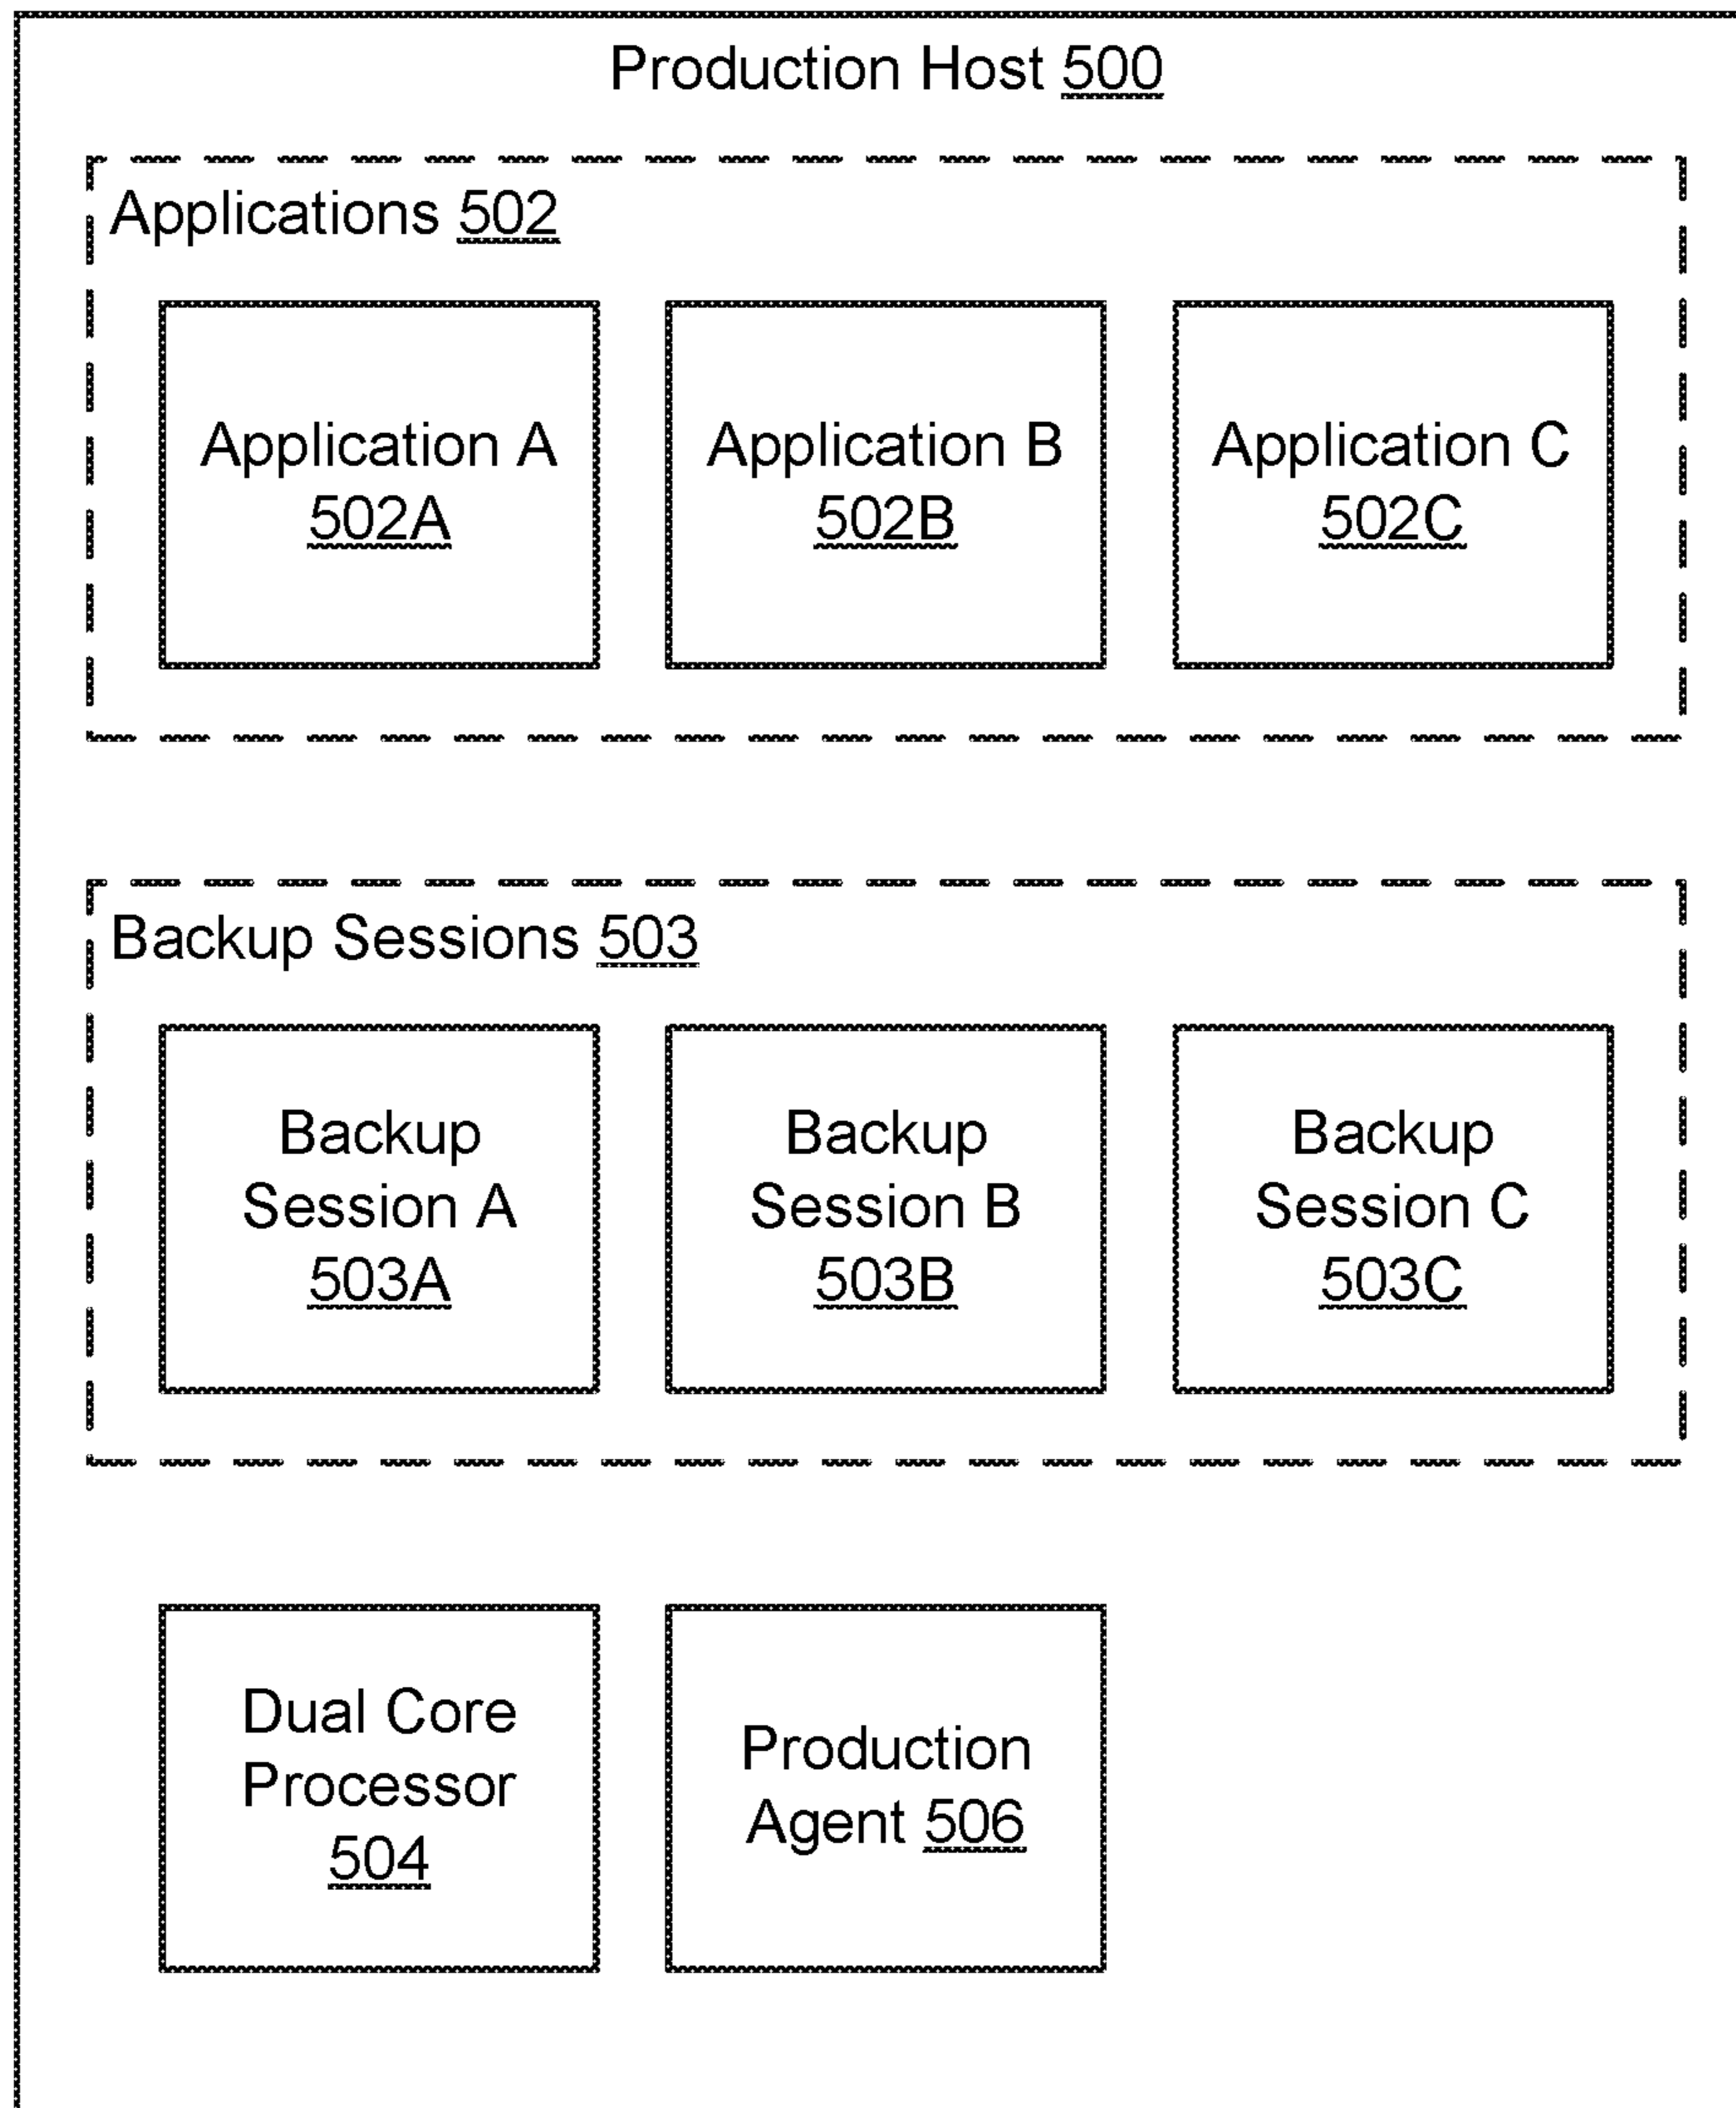 Production Host 500
Applications 502
Application A
502A
Application B
502B
Application C
502C
Backup Sessions 503
Backup
Session A
503A
Backup
Session B
503B
Backup
Session C
503C
Dual Core
Processor
504
Production
Agent 506